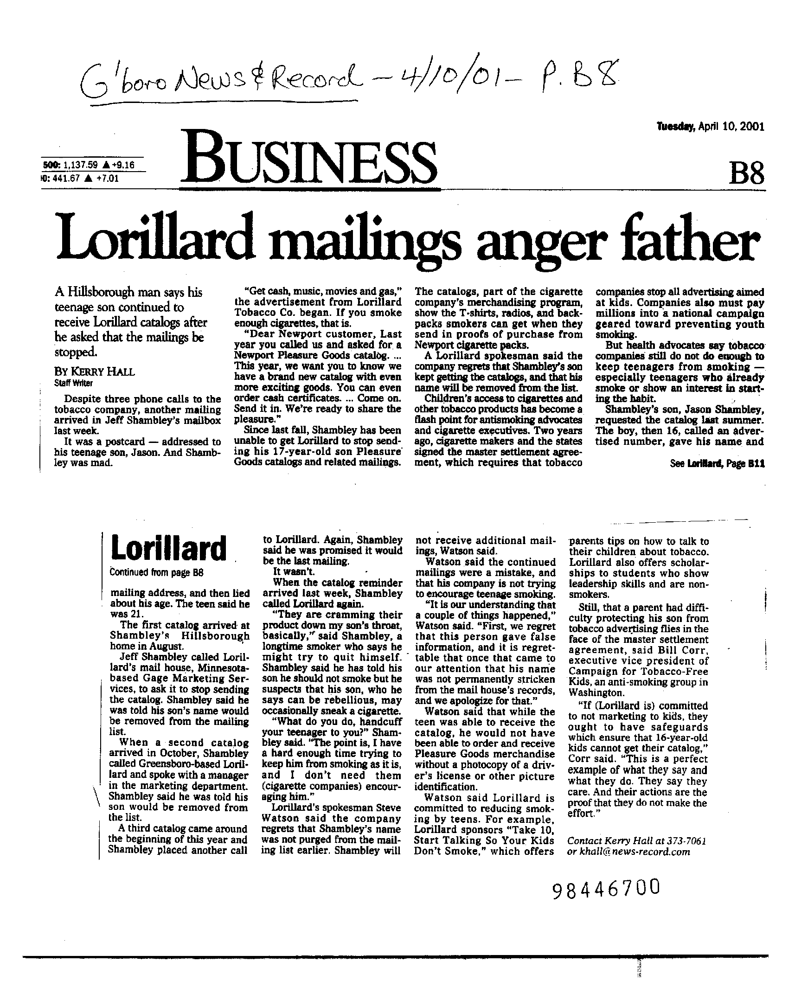 G'boro News & Record – 4/10/01 – P. B8
Tuesday, April 10, 2001
500: 1,137.59 ▲ +9.16
0: 441.67 ▲ +7.01
BUSINESS
B8
Lorillard mailings anger father
A Hillsborough man says his
teenage son continued to
receive Lorillard catalogs after
he asked that the mailings be
stopped.
BY KERRY HALL
Staff Writer
Despite three phone calls to the
tobacco company, another mailing
arrived in Jeff Shambley's mailbox
last week.
It was a postcard — addressed to
his teenage son, Jason. And Shamb-
ley was mad.
"Get cash, music, movies and gas,"
the advertisement from Lorillard
Tobacco Co. began. If you smoke
enough cigarettes, that is.
"Dear Newport customer, Last
year you called us and asked for a
Newport Pleasure Goods catalog. ...
This year, we want you to know we
have a brand new catalog with even
more exciting goods. You can even
order cash certificates. ... Come on.
Send it in. We're ready to share the
pleasure."
Since last fall, Shambley has been
unable to get Lorillard to stop send-
ing his 17-year-old son Pleasure
Goods catalogs and related mailings.
The catalogs, part of the cigarette
company's merchandising program,
show the T-shirts, radios, and back-
packs smokers can get when they
send in proofs of purchase from
Newport cigarette packs.
A Lorillard spokesman said the
company regrets that Shambley's son
kept getting the catalogs, and that his
name will be removed from the list.
Children's access to cigarettes and
other tobacco products has become a
flash point for antismoking advocates
and cigarette executives. Two years
ago, cigarette makers and the states
signed the master settlement agree-
ment, which requires that tobacco
companies stop all advertising aimed
at kids. Companies also must pay
millions into a national campaign
geared toward preventing youth
smoking.
But health advocates say tobacco
companies still do not do enough to
keep teenagers from smoking —
especially teenagers who already
smoke or show an interest in start-
ing the habit.
Shambley's son, Jason Shambley,
requested the catalog last summer.
The boy, then 16, called an adver-
tised number, gave his name and
See Lorillard, Page B11
Lorillard
Continued from page B8
mailing address, and then lied
about his age. The teen said he
was 21.
The first catalog arrived at
Shambley's Hillsborough
home in August.
Jeff Shambley called Loril-
lard's mail house, Minnesota-
based Gage Marketing Ser-
vices, to ask it to stop sending
the catalog. Shambley said he
was told his son's name would
be removed from the mailing
list.
When a second catalog
arrived in October, Shambley
called Greensboro-based Loril-
lard and spoke with a manager
in the marketing department.
Shambley said he was told his
son would be removed from
the list.
A third catalog came around
the beginning of this year and
Shambley placed another call
to Lorillard. Again, Shambley
said he was promised it would
be the last mailing.
It wasn't.
When the catalog reminder
arrived last week, Shambley
called Lorillard again.
"They are cramming their
product down my son's throat,
basically," said Shambley, a
longtime smoker who says he
might try to quit himself.
Shambley said he has told his
son he should not smoke but he
suspects that his son, who he
says can be rebellious, may
occasionally sneak a cigarette.
"What do you do, handcuff
your teenager to you?" Sham-
bley said. "The point is, I have
a hard enough time trying to
keep him from smoking as it is,
and I don't need them
(cigarette companies) encour-
aging him."
Lorillard's spokesman Steve
Watson said the company
regrets that Shambley's name
was not purged from the mail-
ing list earlier. Shambley will
not receive additional mail-
ings, Watson said.
Watson said the continued
mailings were a mistake, and
that his company is not trying
to encourage teenage smoking.
"It is our understanding that
a couple of things happened,"
Watson said. "First, we regret
that this person gave false
information, and it is regret-
table that once that came to
our attention that his name
was not permanently stricken
from the mail house's records,
and we apologize for that."
Watson said that while the
teen was able to receive the
catalog, he would not have
been able to order and receive
Pleasure Goods merchandise
without a photocopy of a driv-
er's license or other picture
identification.
Watson said Lorillard is
committed to reducing smok-
ing by teens. For example,
Lorillard sponsors "Take 10,
Start Talking So Your Kids
Don't Smoke," which offers
parents tips on how to talk to
their children about tobacco.
Lorillard also offers scholar-
ships to students who show
leadership skills and are non-
smokers.
Still, that a parent had diffi-
culty protecting his son from
tobacco advertising flies in the
face of the master settlement
agreement, said Bill Corr,
executive vice president of
Campaign for Tobacco-Free
Kids, an anti-smoking group in
Washington.
"If (Lorillard is) committed
to not marketing to kids, they
ought to have safeguards
which ensure that 16-year-old
kids cannot get their catalog,"
Corr said. "This is a perfect
example of what they say and
what they do. They say they
care. And their actions are the
proof that they do not make the
effort."
Contact Kerry Hall at 373-7061
or khall@news-record.com
98446700